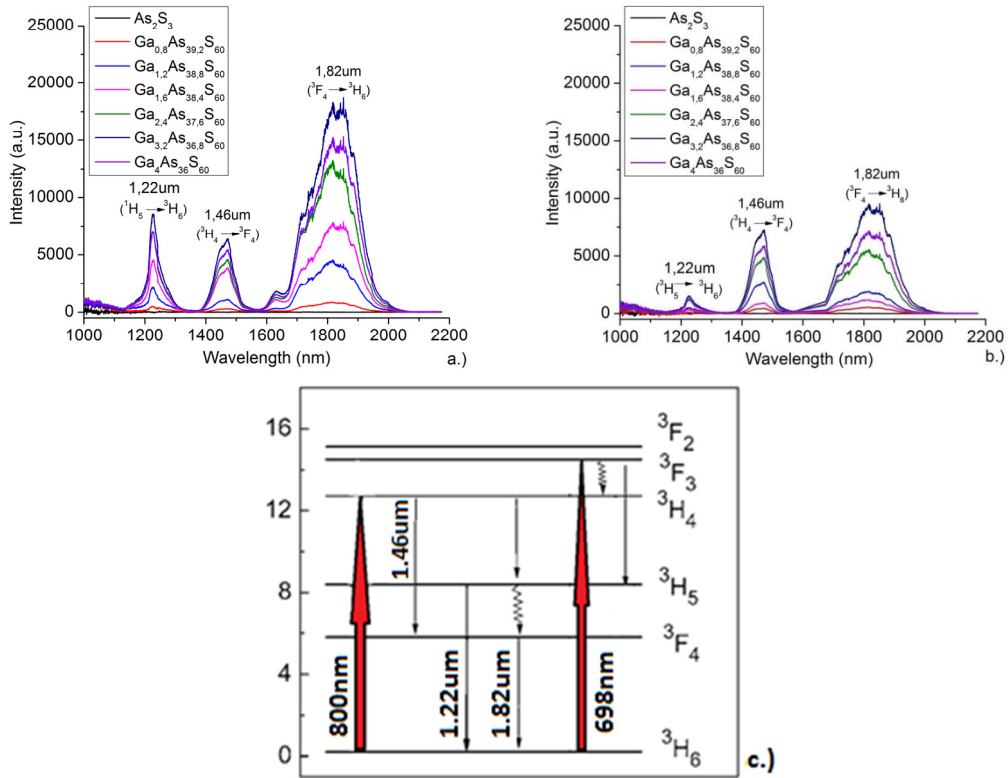 As₂S₃
Ga₀,₈As₃₉,₂S₆₀
Ga₁,₂As₃₈,₈S₆₀
Ga₁,₆As₃₈,₄S₆₀
Ga₂,₄As₃₇,₆S₆₀
Ga₃,₂As₃₆,₈S₆₀
Ga₄As₃₆S₆₀
1,82um
(³F₄→³H₆)
1,22um
(¹H₅→³H₆)
1,46um
(³H₄→³F₄)
25000
20000
15000
10000
5000
0
Intensity (a.u.)
1000 1200 1400 1600 1800 2000 2200
Wavelength (nm)
a.)
As₂S₃
Ga₀,₈As₃₉,₂S₆₀
Ga₁,₂As₃₈,₈S₆₀
Ga₁,₆As₃₈,₄S₆₀
Ga₂,₄As₃₇,₆S₆₀
Ga₃,₂As₃₆,₈S₆₀
Ga₄As₃₆S₆₀
1,82um
(³F₄→³H₆)
1,46um
(³H₄→³F₄)
1,22um
(³H₅→³H₆)
25000
20000
15000
10000
5000
0
Intensity (a.u.)
1000 1200 1400 1600 1800 2000 2200
Wavelength (nm)
b.)
16
12
8
4
0
³F₂
³F₃
³H₄
³H₅
³F₄
³H₆
800nm
1.46um
1.22um
1.82um
698nm
c.)